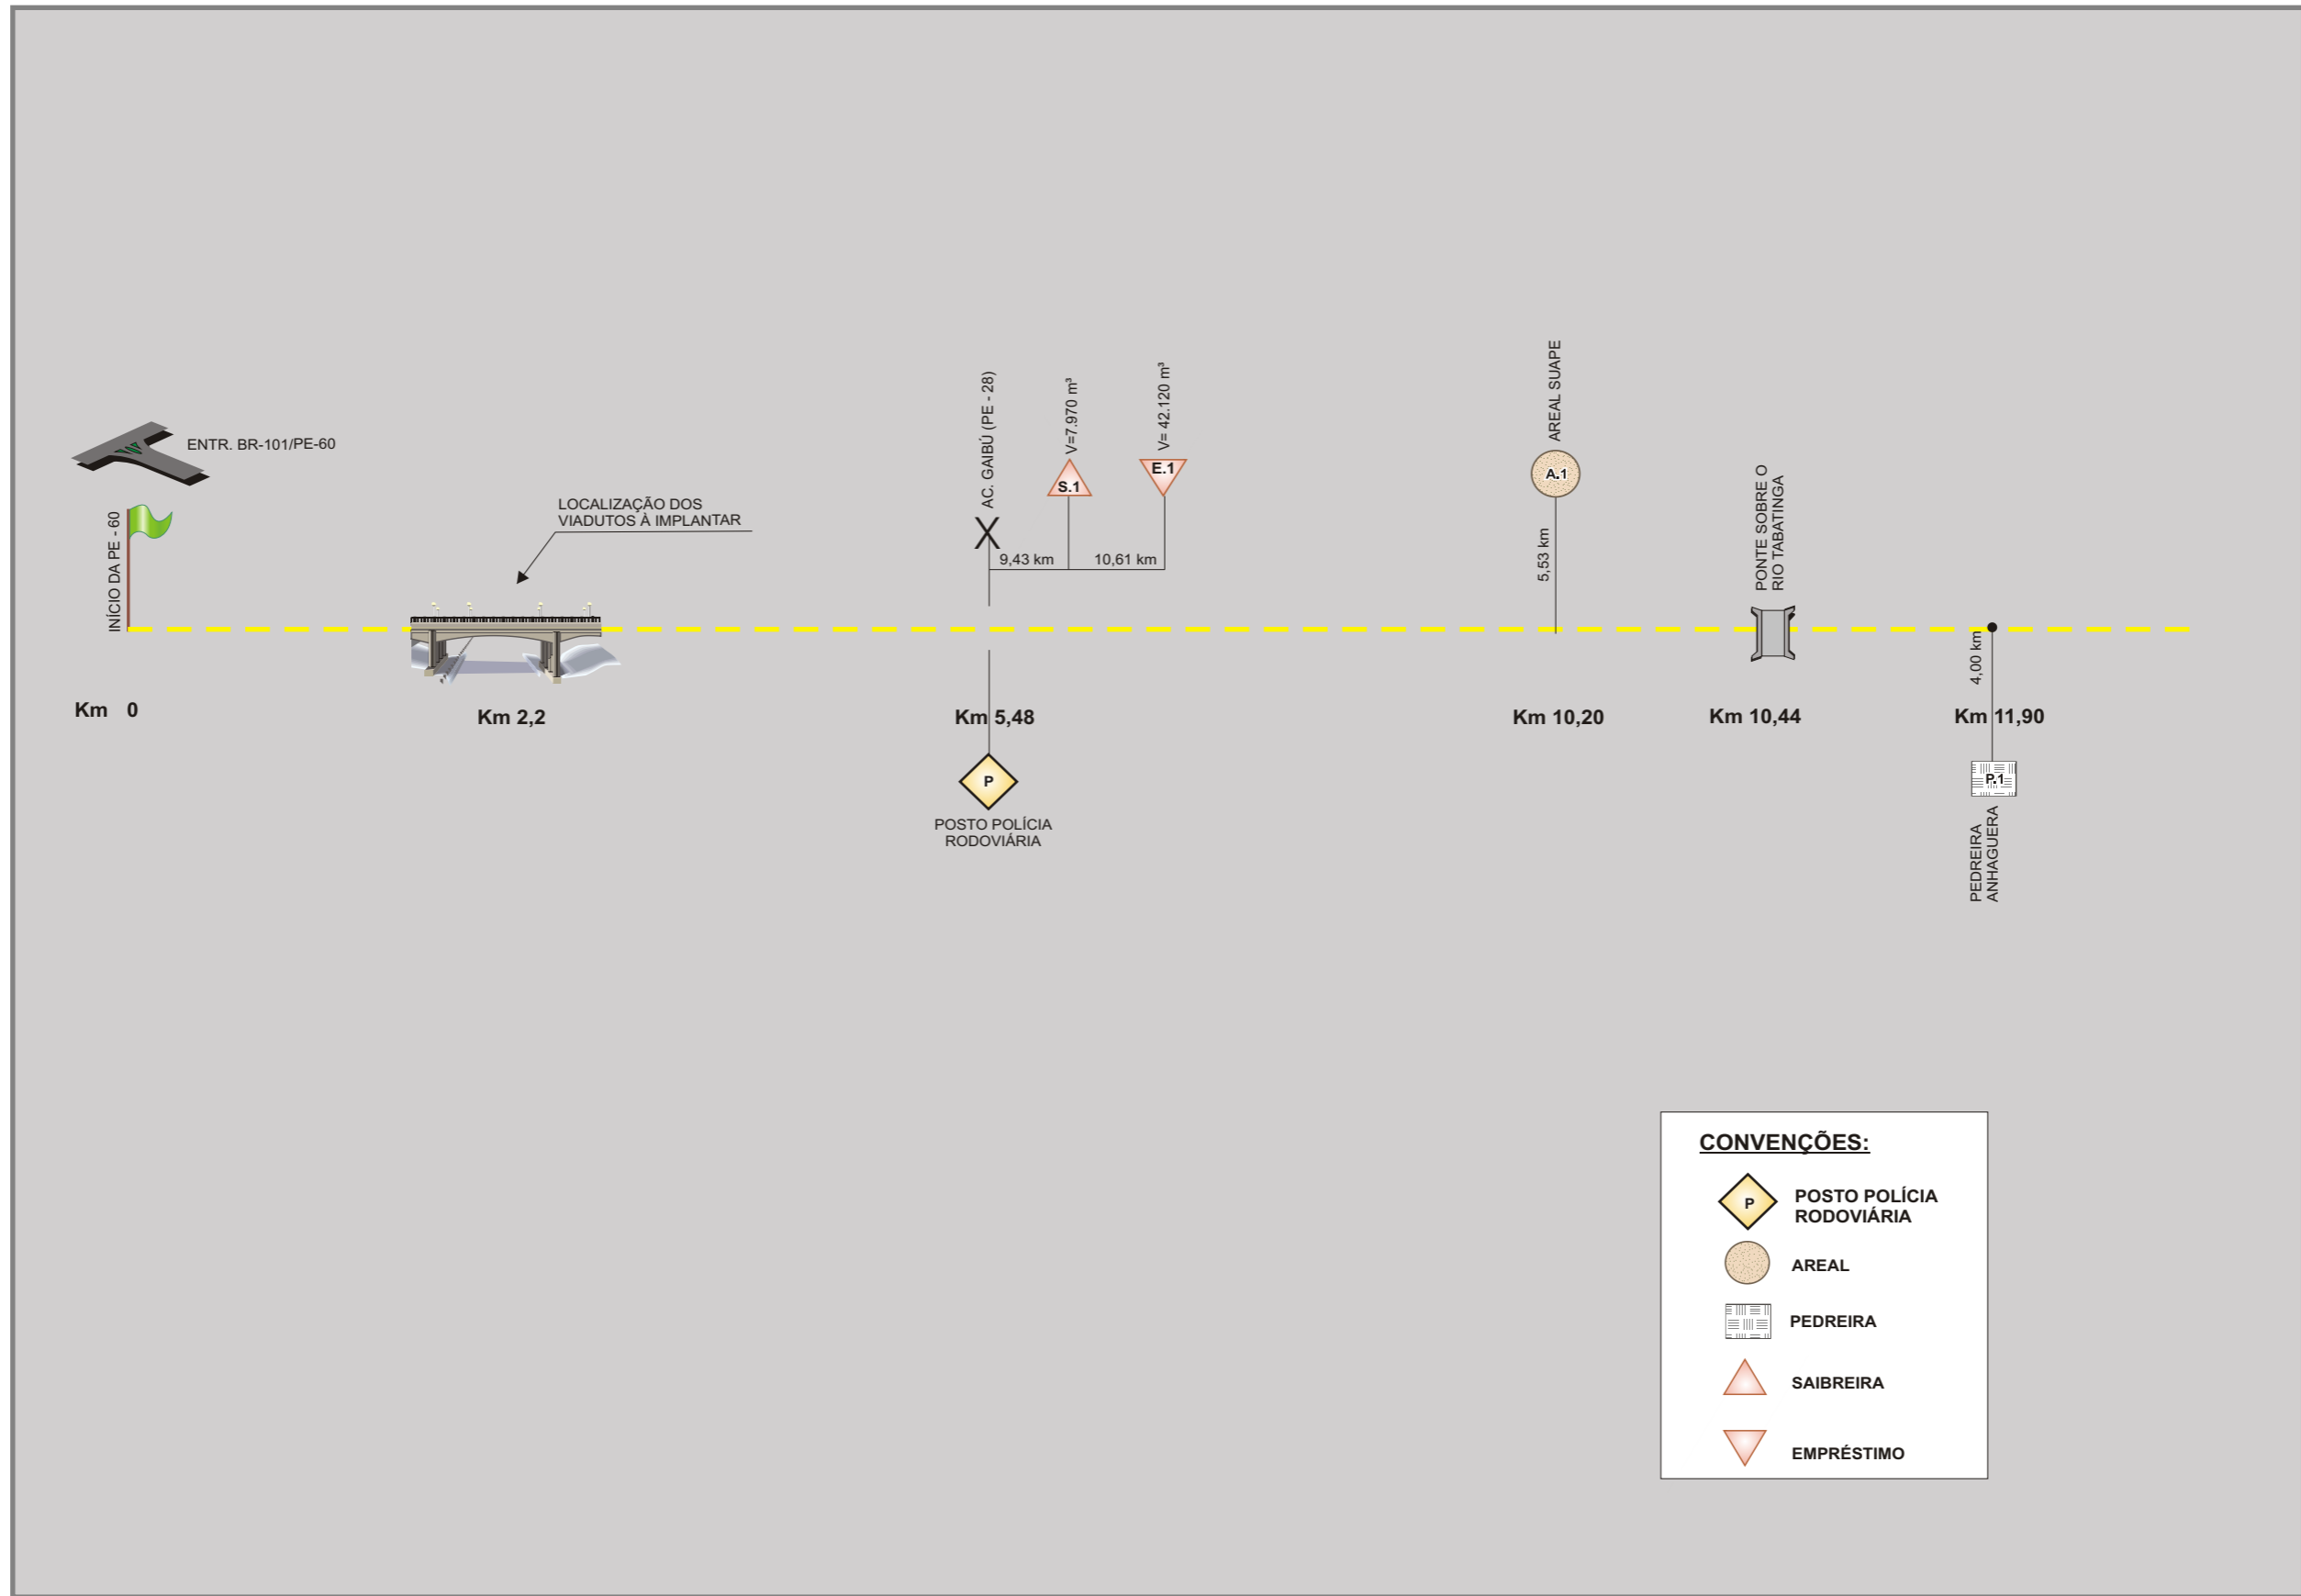 ENTR. BR-101/PE-60
INÍCIO DA PE - 60
LOCALIZAÇÃO DOS
VIADUTOS À IMPLANTAR
AC. GAIBÚ (PE - 28)
V=7.970 m³
V= 42.120 m³
S.1
E.1
9,43 km
10,61 km
AREAL SUAPE
A.1
5,53 km
PONTE SOBRE O
RIO TABATINGA
4,00 km
Km 0
Km 2,2
Km 5,48
Km 10,20
Km 10,44
Km 11,90
P
POSTO POLÍCIA
RODOVIÁRIA
P.1
PEDREIRA
ANHAGUERA
CONVENÇÕES:
P
POSTO POLÍCIA
RODOVIÁRIA
AREAL
PEDREIRA
SAIBREIRA
EMPRÉSTIMO